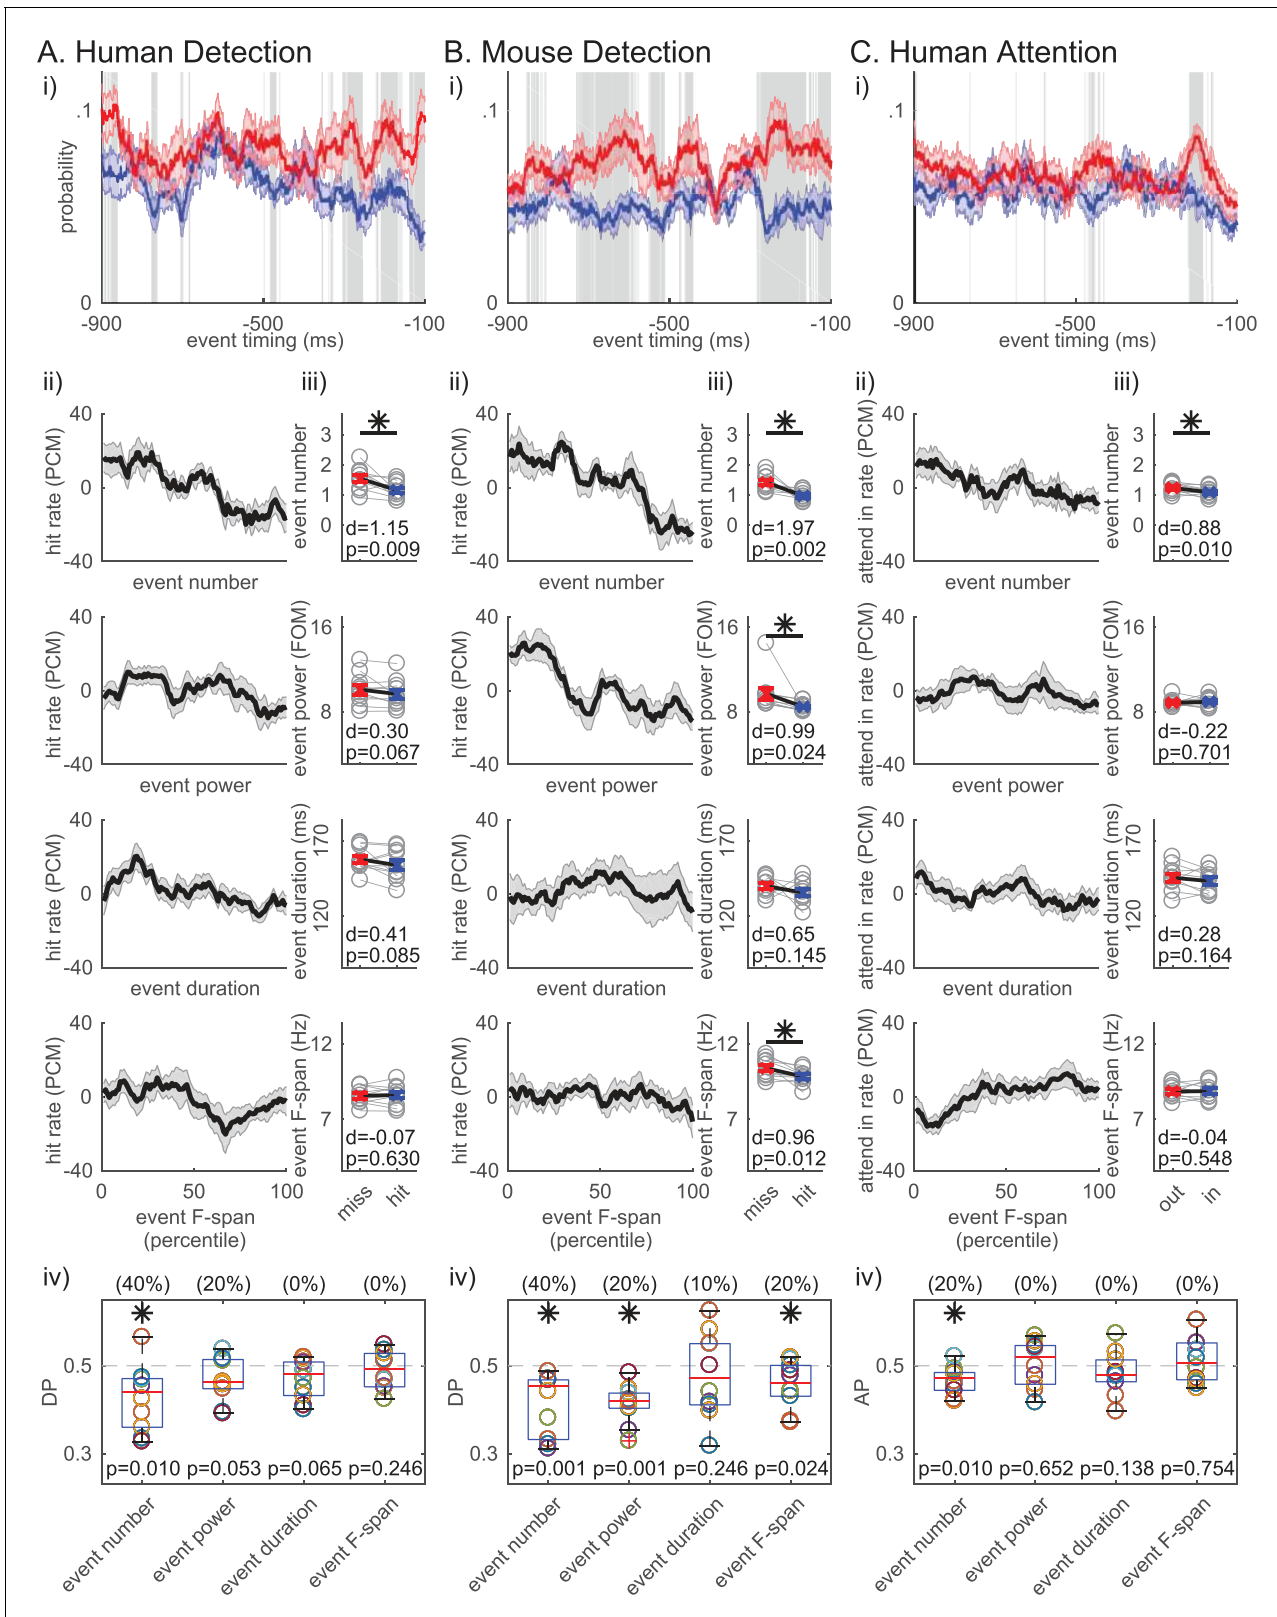 A. Human Detection
i)
.1
probability
0
-900
-500
-100
event timing (ms)
ii)
40
hit rate (PCM)
0
-40
event number
iii)
event number
3
2
1
0
d=1.15
p=0.009
40
hit rate (PCM)
0
-40
event power
event power (FOM)
16
8
d=0.30
p=0.067
40
hit rate (PCM)
0
-40
event duration
event duration (ms)
170
120
d=0.41
p=0.085
40
hit rate (PCM)
0
-40
0
50
100
event F-span
(percentile)
event F-span (Hz)
12
7
d=-0.07
p=0.630
miss
hit
iv)
(40%)
(20%)
(0%)
(0%)
DP
0.5
0.3
p=0.010
p=0.053
p=0.065
p=0.246
event number
event power
event duration
event F-span
B. Mouse Detection
i)
.1
0
-900
-500
-100
event timing (ms)
ii)
40
hit rate (PCM)
0
-40
event number
iii)
event number
3
2
1
0
d=1.97
p=0.002
40
hit rate (PCM)
0
-40
event power
event power (FOM)
16
8
d=0.99
p=0.024
40
hit rate (PCM)
0
-40
event duration
event duration (ms)
170
120
d=0.65
p=0.145
40
hit rate (PCM)
0
-40
0
50
100
event F-span
(percentile)
event F-span (Hz)
12
7
d=0.96
p=0.012
miss
hit
iv)
(40%)
(20%)
(10%)
(20%)
DP
0.5
0.3
p=0.001
p=0.001
p=0.246
p=0.024
event number
event power
event duration
event F-span
C. Human Attention
i)
.1
0
-900
-500
-100
event timing (ms)
ii)
40
attend in rate (PCM)
0
-40
event number
iii)
event number
3
2
1
0
d=0.88
p=0.010
40
attend in rate (PCM)
0
-40
event power
event power (FOM)
16
8
d=-0.22
p=0.701
40
attend in rate (PCM)
0
-40
event duration
event duration (ms)
170
120
d=0.28
p=0.164
40
attend in rate (PCM)
0
-40
0
50
100
event F-span
(percentile)
event F-span (Hz)
12
7
d=-0.04
p=0.548
out
in
iv)
(20%)
(0%)
(0%)
(0%)
AP
0.5
0.3
p=0.010
p=0.652
p=0.138
p=0.754
event number
event power
event duration
event F-span